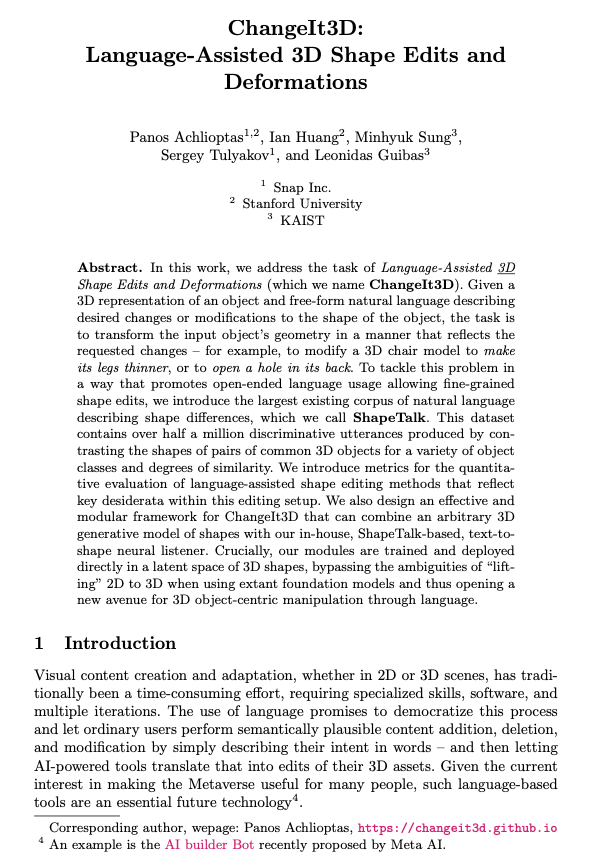 ChangeIt3D:
Language-Assisted 3D Shape Edits and
Deformations
Panos Achlioptas1,2, Ian Huang2, Minhyuk Sung3,
Sergey Tulyakov1, and Leonidas Guibas3
1 Snap Inc.
2 Stanford University
3 KAIST
Abstract. In this work, we address the task of Language-Assisted 3D
Shape Edits and Deformations (which we name ChangeIt3D). Given a
3D representation of an object and free-form natural language describing
desired changes or modifications to the shape of the object, the task is
to transform the input object's geometry in a manner that reflects the
requested changes – for example, to modify a 3D chair model to make
its legs thinner, or to open a hole in its back. To tackle this problem in
a way that promotes open-ended language usage allowing fine-grained
shape edits, we introduce the largest existing corpus of natural language
describing shape differences, which we call ShapeTalk. This dataset
contains over half a million discriminative utterances produced by con-
trasting the shapes of pairs of common 3D objects for a variety of object
classes and degrees of similarity. We introduce metrics for the quantita-
tive evaluation of language-assisted shape editing methods that reflect
key desiderata within this editing setup. We also design an effective and
modular framework for ChangeIt3D that can combine an arbitrary 3D
generative model of shapes with our in-house, ShapeTalk-based, text-to-
shape neural listener. Crucially, our modules are trained and deployed
directly in a latent space of 3D shapes, bypassing the ambiguities of “lift-
ing” 2D to 3D when using extant foundation models and thus opening a
new avenue for 3D object-centric manipulation through language.
1 Introduction
Visual content creation and adaptation, whether in 2D or 3D scenes, has tradi-
tionally been a time-consuming effort, requiring specialized skills, software, and
multiple iterations. The use of language promises to democratize this process
and let ordinary users perform semantically plausible content addition, deletion,
and modification by simply describing their intent in words – and then letting
AI-powered tools translate that into edits of their 3D assets. Given the current
interest in making the Metaverse useful for many people, such language-based
tools are an essential future technology4.
Corresponding author, wepage: Panos Achlioptas, https://changeit3d.github.io
4 An example is the AI builder Bot recently proposed by Meta AI.